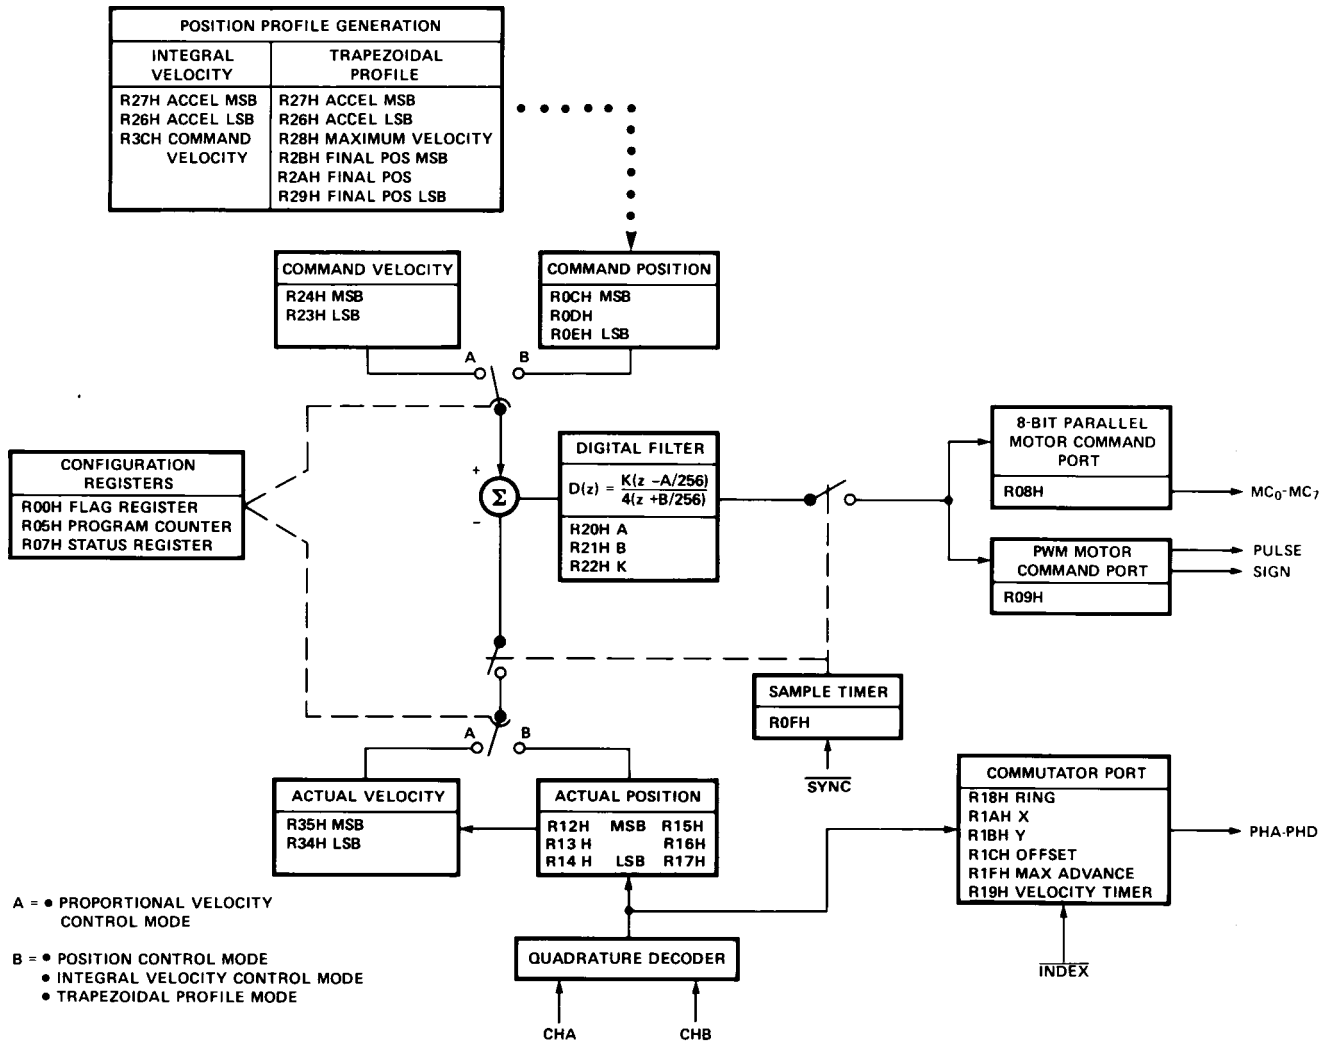 POSITION PROFILE GENERATION
INTEGRAL
VELOCITY
TRAPEZOIDAL
PROFILE
R27H ACCEL MSB
R26H ACCEL LSB
R3CH COMMAND
VELOCITY
R27H ACCEL MSB
R26H ACCEL LSB
R28H MAXIMUM VELOCITY
R2BH FINAL POS MSB
R2AH FINAL POS
R29H FINAL POS LSB
COMMAND VELOCITY
R24H MSB
R23H LSB
COMMAND POSITION
R0CH MSB
R0DH
R0EH LSB
A
B
CONFIGURATION
REGISTERS
R00H FLAG REGISTER
R05H PROGRAM COUNTER
R07H STATUS REGISTER
+
Σ
−
DIGITAL FILTER
D(z) = K(z −A/256)
4(z +B/256)
R20H A
R21H B
R22H K
8-BIT PARALLEL
MOTOR COMMAND
PORT
R08H
MC0-MC7
PWM MOTOR
COMMAND PORT
R09H
PULSE
SIGN
SAMPLE TIMER
R0FH
SYNC
A
B
ACTUAL VELOCITY
R35H MSB
R34H LSB
ACTUAL POSITION
R12H MSB R15H
R13H R16H
R14H LSB R17H
COMMUTATOR PORT
R18H RING
R1AH X
R1BH Y
R1CH OFFSET
R1FH MAX ADVANCE
R19H VELOCITY TIMER
PHA-PHD
INDEX
QUADRATURE DECODER
CHA
CHB
A = • PROPORTIONAL VELOCITY
CONTROL MODE
B = • POSITION CONTROL MODE
• INTEGRAL VELOCITY CONTROL MODE
• TRAPEZOIDAL PROFILE MODE